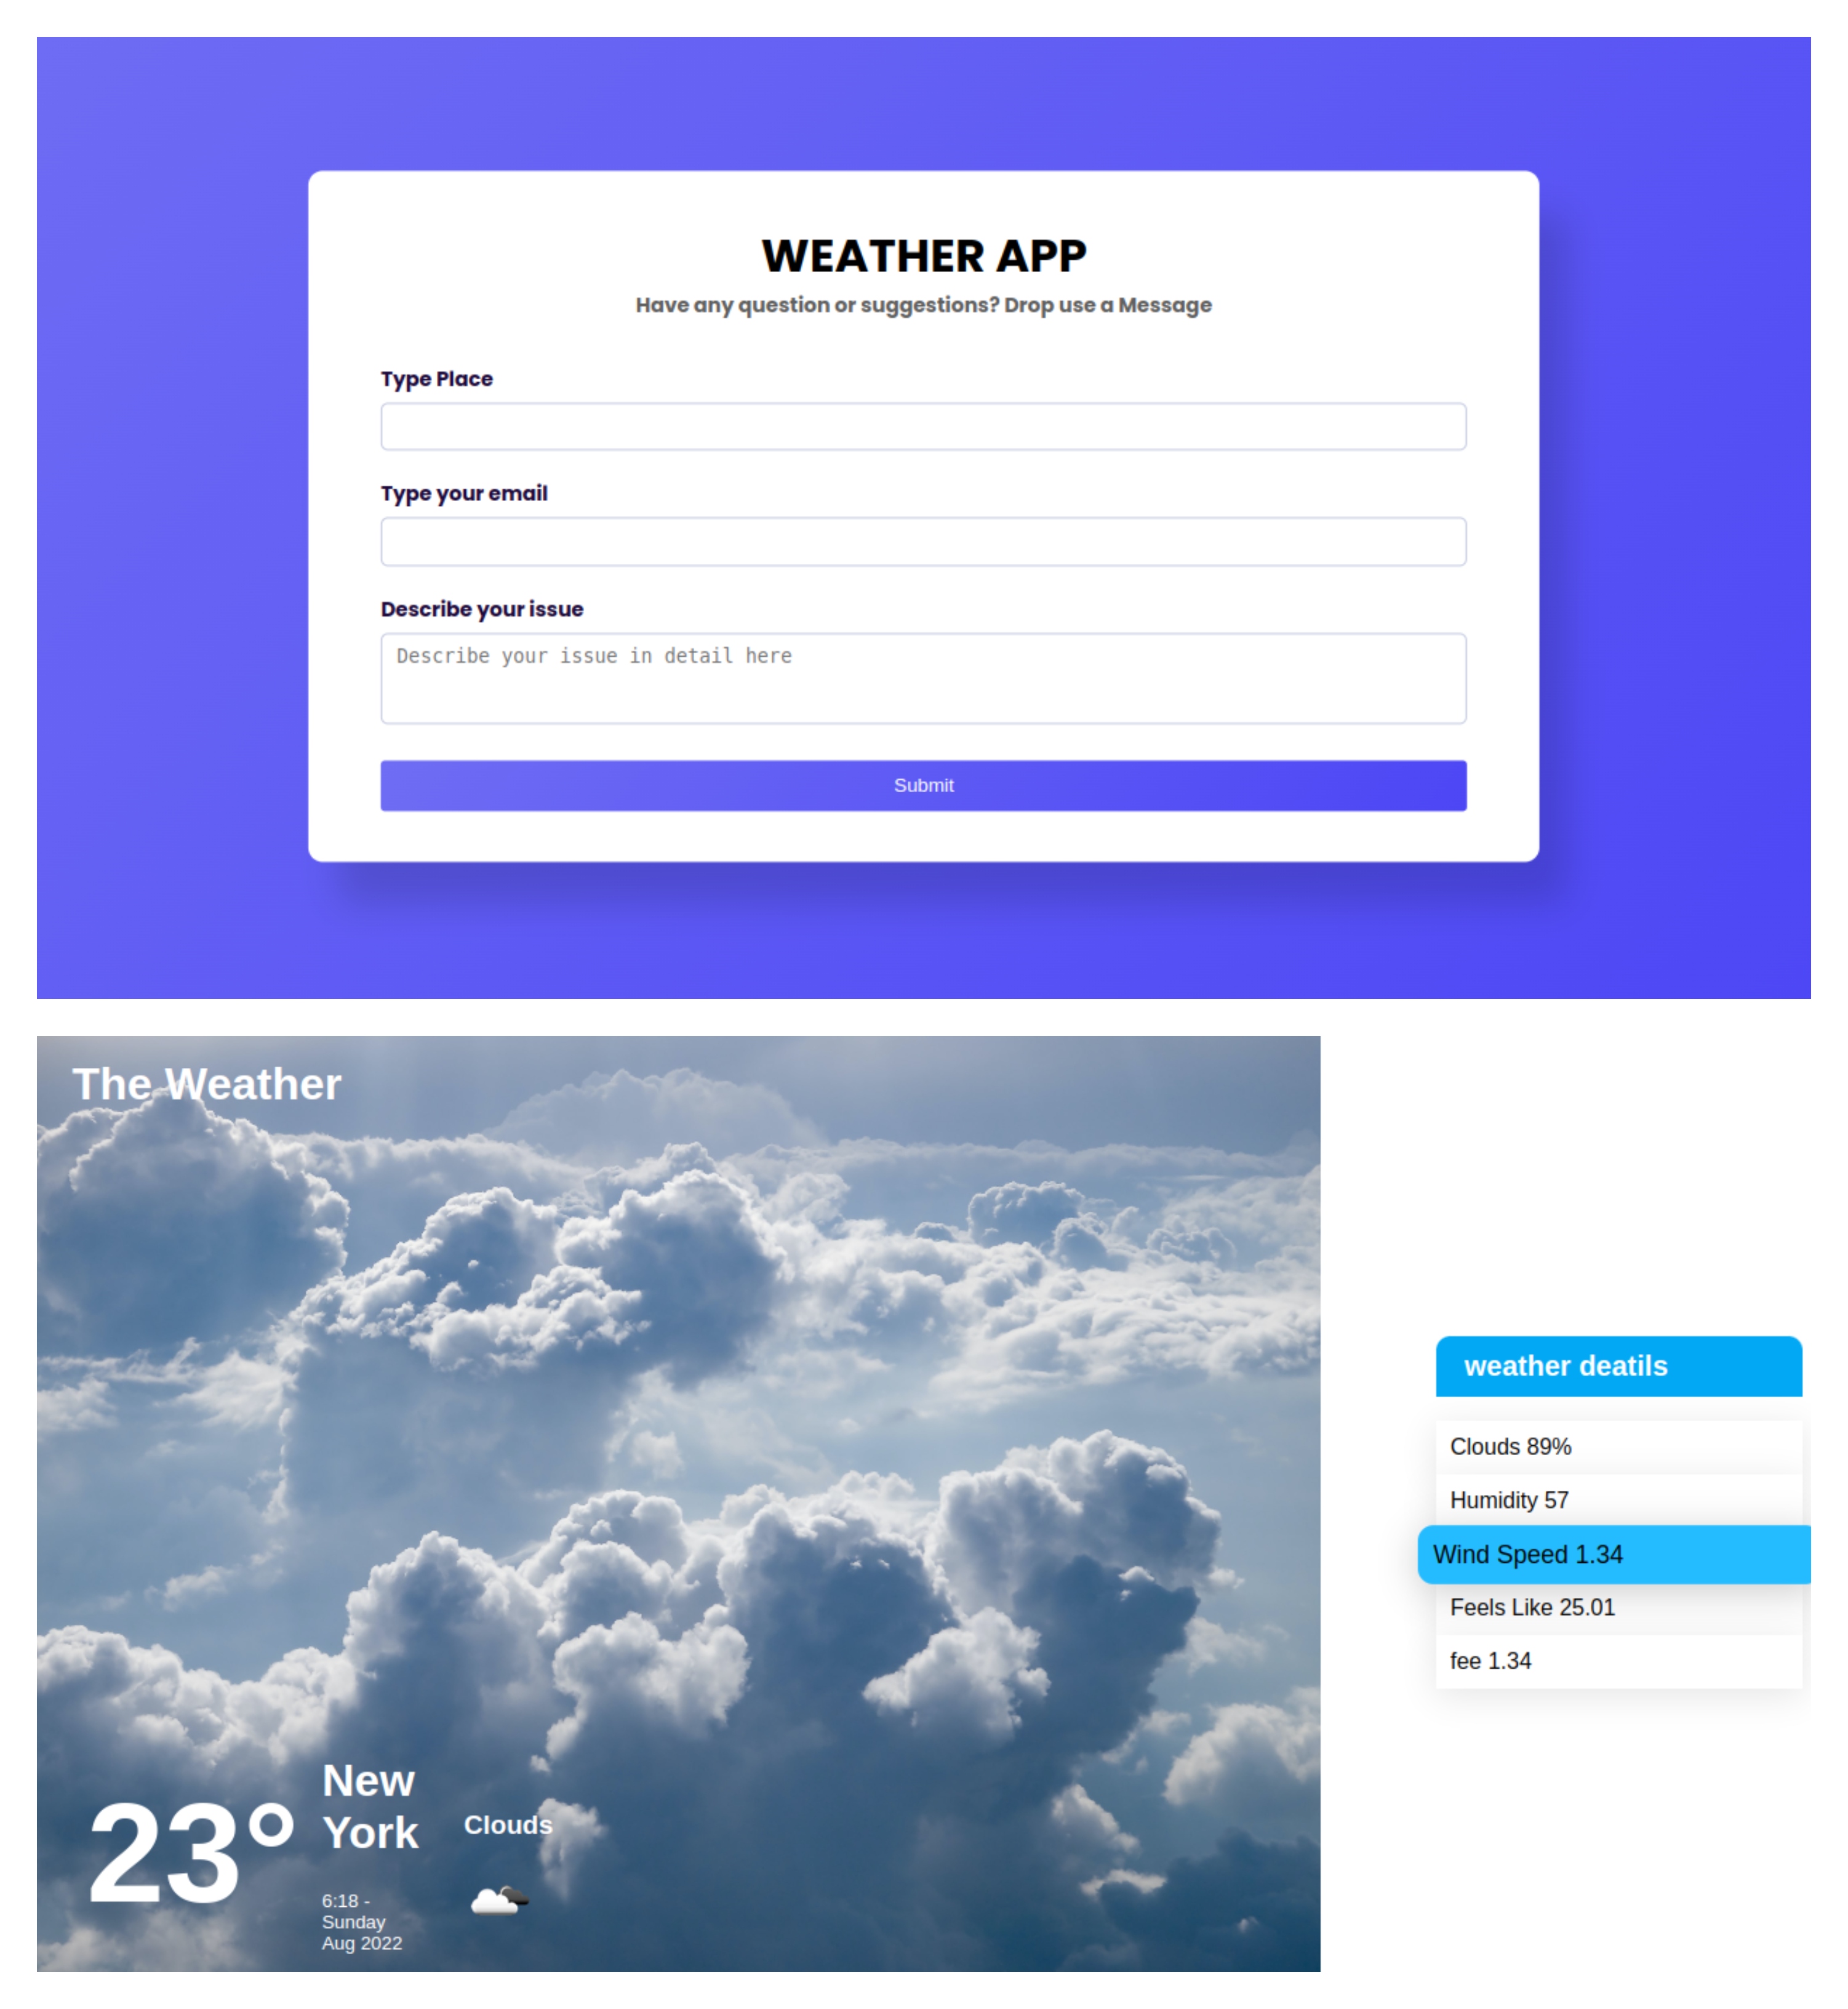 WEATHER APP
Have any question or suggestions? Drop use a Message
Type Place
Type your email
Describe your issue
Describe your issue in detail here
Submit
The Weather
23°
New
York
6:18 -
Sunday
Aug 2022
Clouds
weather deatils
Clouds 89%
Humidity 57
Wind Speed 1.34
Feels Like 25.01
fee 1.34